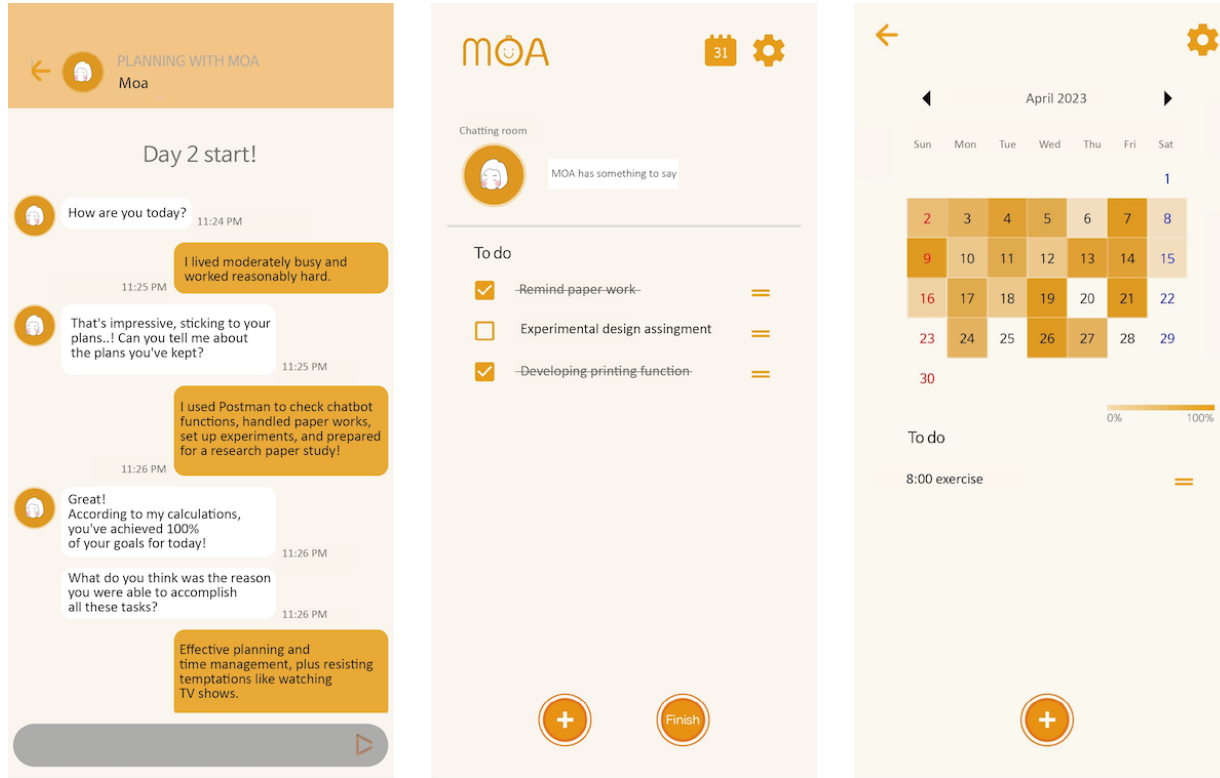 PLANNING WITH MOA
Moa
Day 2 start!
How are you today?
11:24 PM
I lived moderately busy and
worked reasonably hard.
11:25 PM
That's impressive, sticking to your
plans..! Can you tell me about
the plans you've kept?
11:25 PM
I used Postman to check chatbot
functions, handled paper works,
set up experiments, and prepared
for a research paper study!
11:26 PM
Great!
According to my calculations,
you've achieved 100%
of your goals for today!
11:26 PM
What do you think was the reason
you were able to accomplish
all these tasks?
11:26 PM
Effective planning and
time management, plus resisting
temptations like watching
TV shows.
MOA
31
Chatting room
MOA has something to say
To do
Remind paper work
Experimental design assingment
Developing printing function
Finish
April 2023
Sun Mon Tue Wed Thu Fri Sat
1
2 3 4 5 6 7 8
9 10 11 12 13 14 15
16 17 18 19 20 21 22
23 24 25 26 27 28 29
30
0% 100%
To do
8:00 exercise